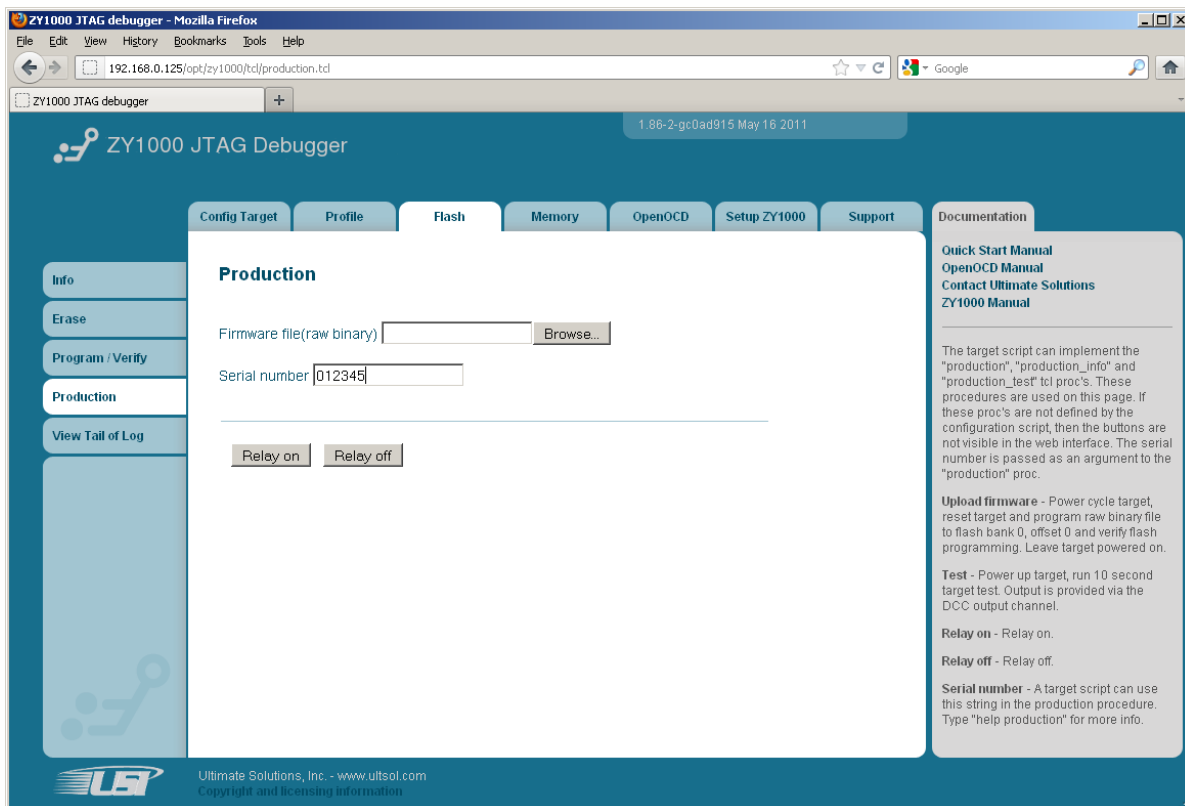 ZY1000 JTAG debugger - Mozilla Firefox
File Edit View History Bookmarks Tools Help
192.168.0.125/opt/zy1000/tcl/production.tcl
Google
ZY1000 JTAG debugger
1.86-2-gc0ad915 May 16 2011
ZY1000 JTAG Debugger
Config Target Profile Flash Memory OpenOCD Setup ZY1000 Support Documentation
Info
Erase
Program / Verify
Production
View Tail of Log
Production
Firmware file(raw binary) Browse...
Serial number 012345
Relay on Relay off
Quick Start Manual
OpenOCD Manual
Contact Ultimate Solutions
ZY1000 Manual
The target script can implement the
"production", "production_info" and
"production_test" tcl proc's. These
procedures are used on this page. If
these proc's are not defined by the
configuration script, then the buttons are
not visible in the web interface. The serial
number is passed as an argument to the
"production" proc.
Upload firmware - Power cycle target,
reset target and program raw binary file
to flash bank 0, offset 0 and verify flash
programming. Leave target powered on.
Test - Power up target, run 10 second
target test. Output is provided via the
DCC output channel.
Relay on - Relay on.
Relay off - Relay off.
Serial number - A target script can use
this string in the production procedure.
Type "help production" for more info.
USI
Ultimate Solutions, Inc. - www.ultsol.com
Copyright and licensing information